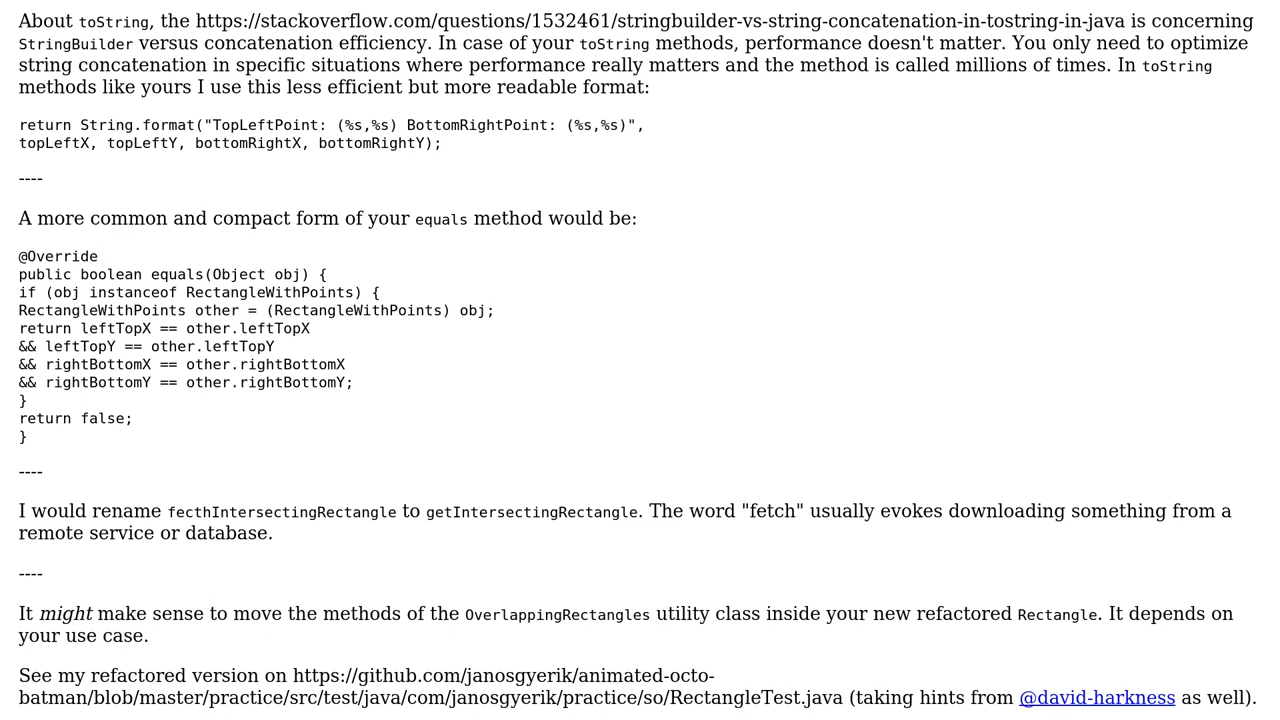 About toString, the https://stackoverflow.com/questions/1532461/stringbuilder-vs-string-concatenation-in-tostring-in-java is concerning
StringBuilder versus concatenation efficiency. In case of your toString methods, performance doesn't matter. You only need to optimize
string concatenation in specific situations where performance really matters and the method is called millions of times. In toString
methods like yours I use this less efficient but more readable format:
return String.format("TopLeftPoint: (%s,%s) BottomRightPoint: (%s,%s)",
topLeftX, topLeftY, bottomRightX, bottomRightY);
----
A more common and compact form of your equals method would be:
@Override
public boolean equals(Object obj) {
if (obj instanceof RectangleWithPoints) {
RectangleWithPoints other = (RectangleWithPoints) obj;
return leftTopX == other.leftTopX
&& leftTopY == other.leftTopY
&& rightBottomX == other.rightBottomX
&& rightBottomY == other.rightBottomY;
}
return false;
}
----
I would rename fecthIntersectingRectangle to getIntersectingRectangle. The word "fetch" usually evokes downloading something from a
remote service or database.
----
It might make sense to move the methods of the OverlappingRectangles utility class inside your new refactored Rectangle. It depends on
your use case.
See my refactored version on https://github.com/janosgyerik/animated-octo-
batman/blob/master/practice/src/test/java/com/janosgyerik/practice/so/RectangleTest.java (taking hints from @david-harkness as well).